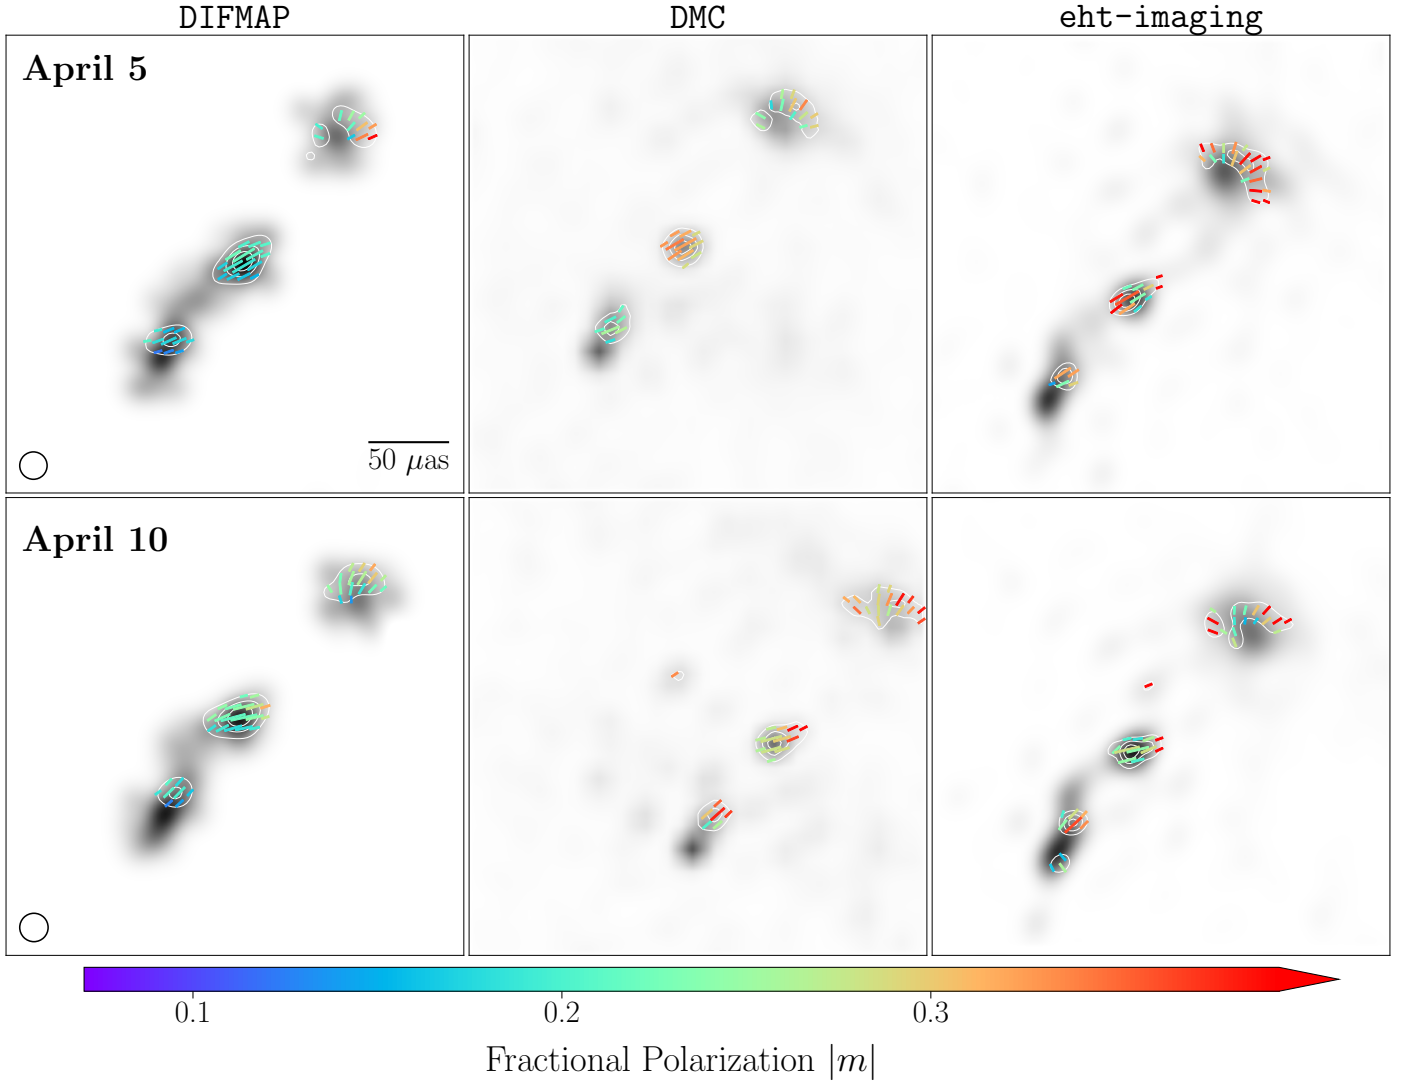 DIFMAP DMC eht-imaging
April 5
50 μas
April 10
0.1 0.2 0.3
Fractional Polarization |m|